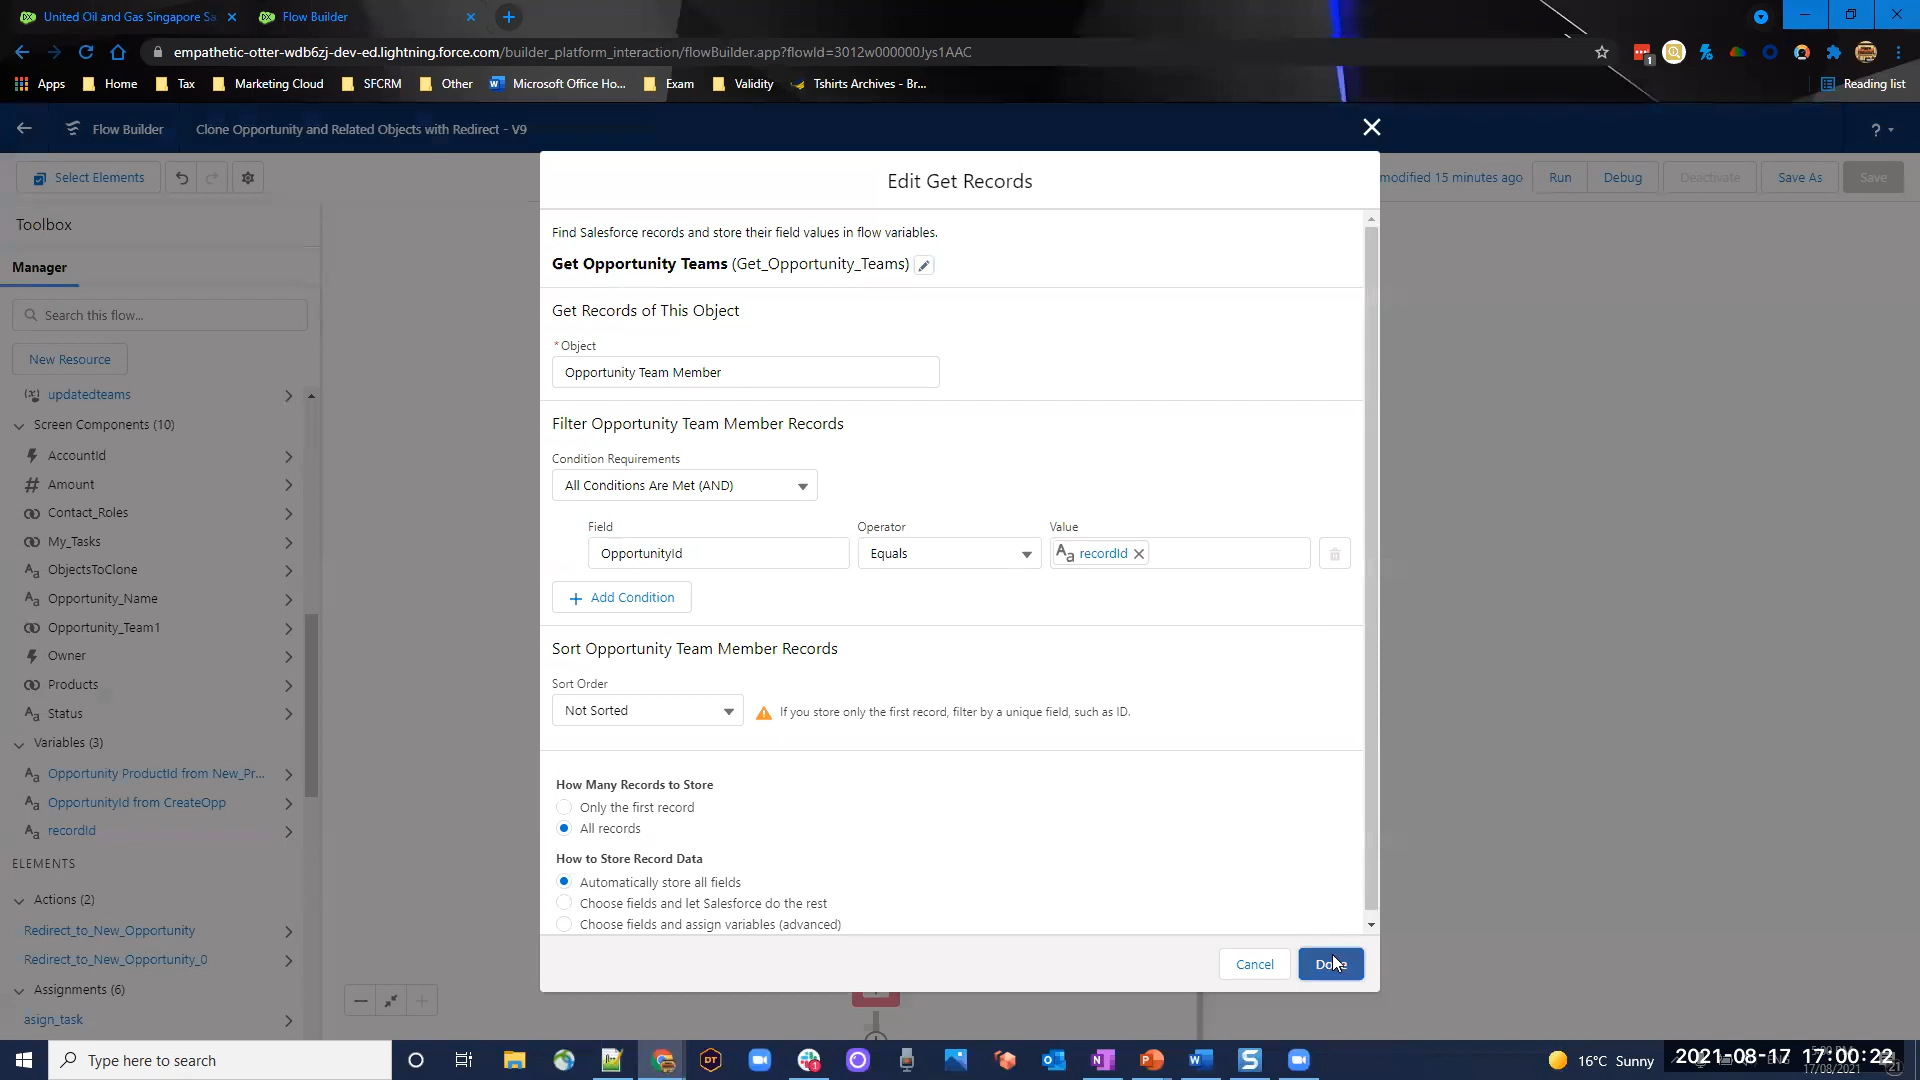 United Oil and Gas Singapore Sa
Flow Builder
empathetic-otter-wdb6zj-dev-ed.lightning.force.com/builder_platform_interaction/flowBuilder.app?flowId=3012w000000Jys1AAC
Apps
Home
Tax
Marketing Cloud
SFCRM
Other
Microsoft Office Ho...
Exam
Validity
Tshirts Archives - Br...
Reading list
Flow Builder
Clone Opportunity and Related Objects with Redirect - V9
?
Select Elements
modified 15 minutes ago
Run
Debug
Deactivate
Save As
Save
Toolbox
Manager
Search this flow...
New Resource
updatedteams
Screen Components (10)
AccountId
Amount
Contact_Roles
My_Tasks
ObjectsToClone
Opportunity_Name
Opportunity_Team1
Owner
Products
Status
Variables (3)
Opportunity ProductId from New_Pr...
OpportunityId from CreateOpp
recordId
ELEMENTS
Actions (2)
Redirect_to_New_Opportunity
Redirect_to_New_Opportunity_0
Assignments (6)
asign_task
Edit Get Records
Find Salesforce records and store their field values in flow variables.
Get Opportunity Teams (Get_Opportunity_Teams)
Get Records of This Object
*Object
Opportunity Team Member
Filter Opportunity Team Member Records
Condition Requirements
All Conditions Are Met (AND)
Field
Operator
Value
OpportunityId
Equals
Aa recordId
+ Add Condition
Sort Opportunity Team Member Records
Sort Order
Not Sorted
If you store only the first record, filter by a unique field, such as ID.
How Many Records to Store
Only the first record
All records
How to Store Record Data
Automatically store all fields
Choose fields and let Salesforce do the rest
Choose fields and assign variables (advanced)
Cancel
Done
Type here to search
16°C Sunny
2021-08-17 17:00:22
17/08/2021